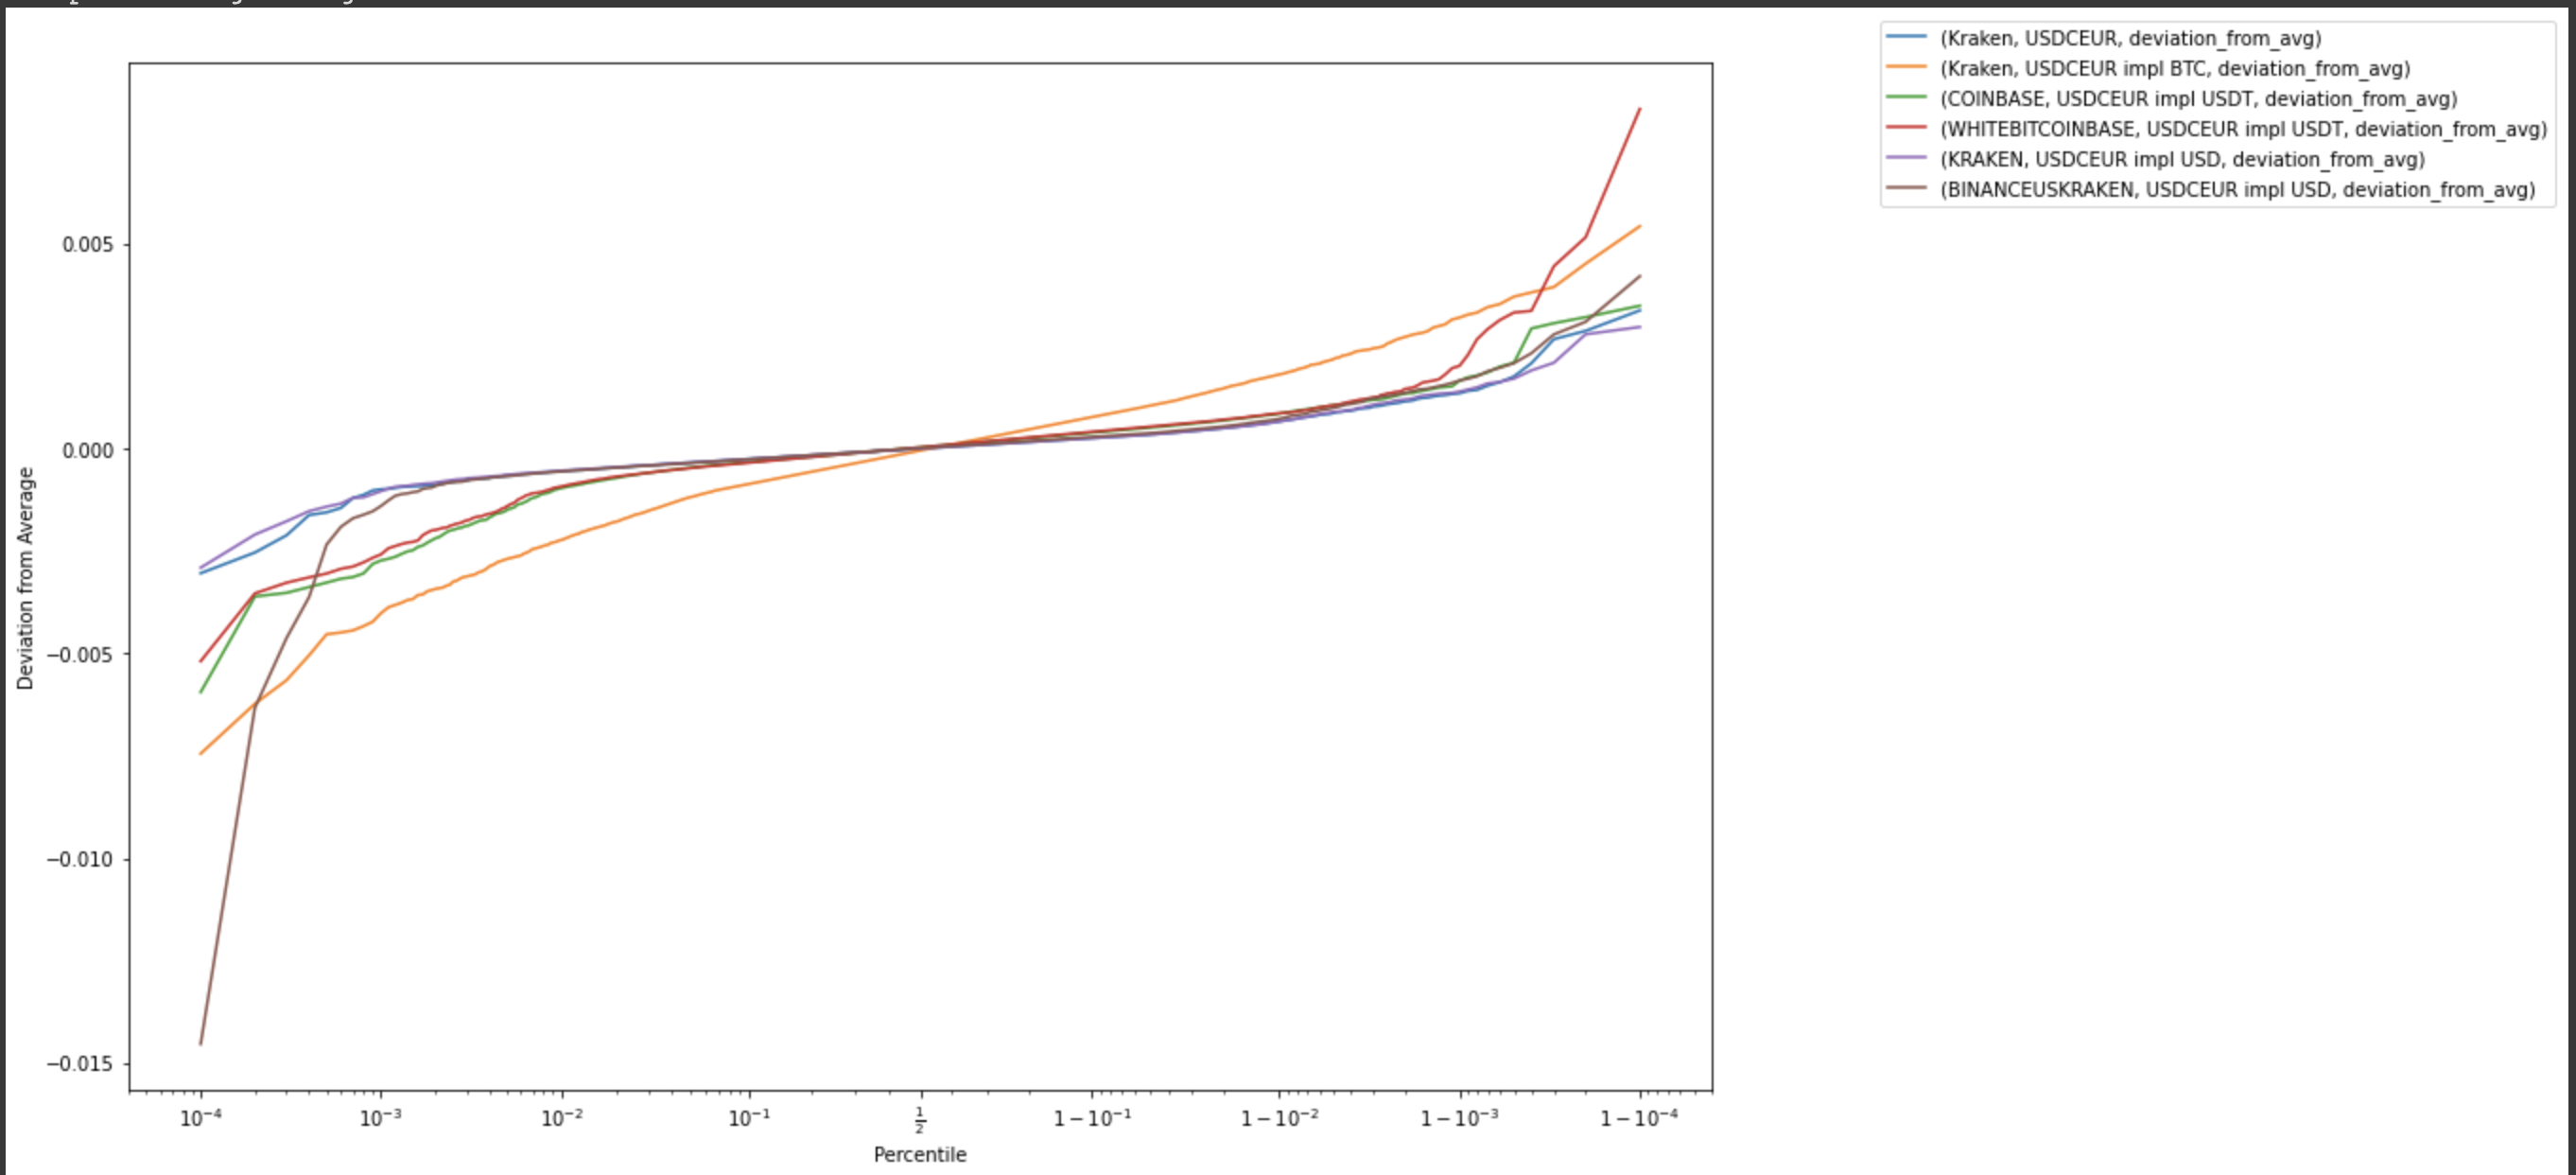 (Kraken, USDCEUR, deviation_from_avg)
(Kraken, USDCEUR impl BTC, deviation_from_avg)
(COINBASE, USDCEUR impl USDT, deviation_from_avg)
(WHITEBITCOINBASE, USDCEUR impl USDT, deviation_from_avg)
(KRAKEN, USDCEUR impl USD, deviation_from_avg)
(BINANCEUSKRAKEN, USDCEUR impl USD, deviation_from_avg)
Deviation from Average
0.005
0.000
−0.005
−0.010
−0.015
10⁻⁴ 10⁻³ 10⁻² 10⁻¹ ½ 1−10⁻¹ 1−10⁻² 1−10⁻³ 1−10⁻⁴
Percentile